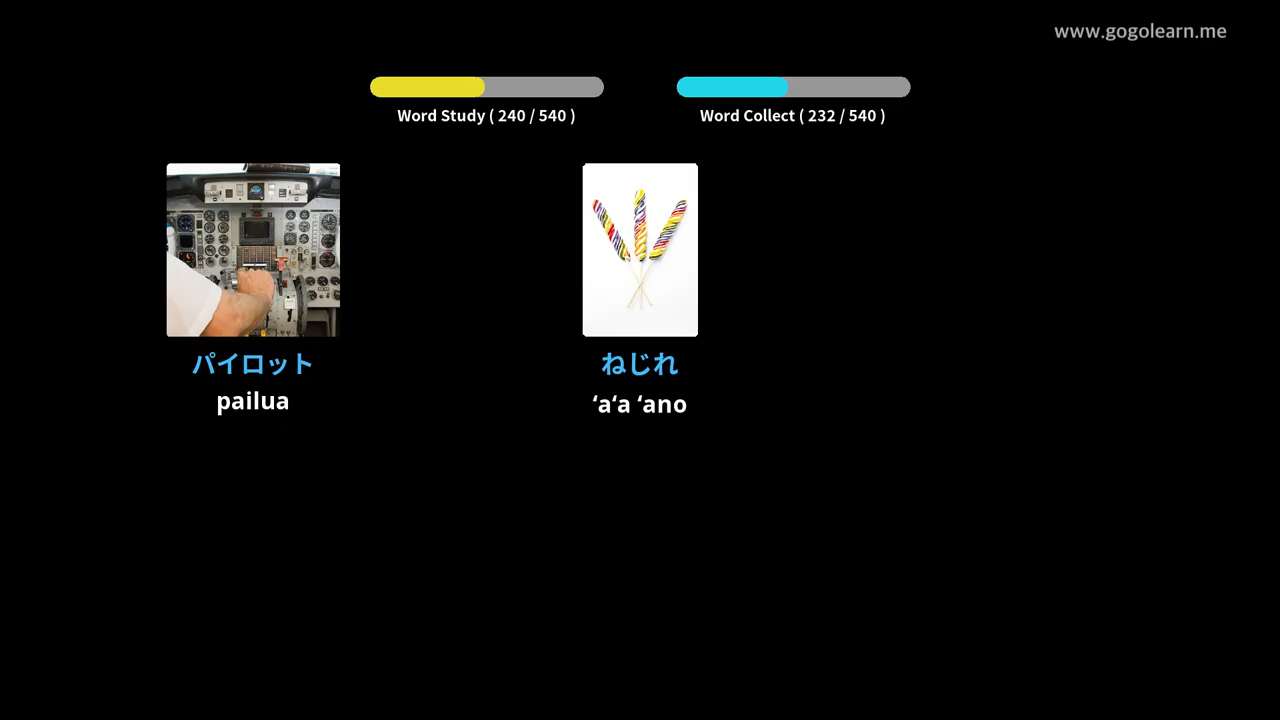 www.gogolearn.me
Word Study ( 240 / 540 )
Word Collect ( 232 / 540 )
パイロット
pailua
ねじれ
ʻaʻa ʻano